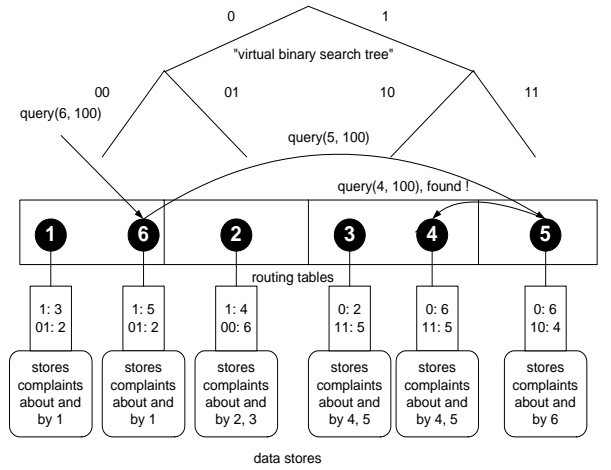 0 1
"virtual binary search tree"
00 01 10 11
query(6, 100)
query(5, 100)
query(4, 100), found !
1 6 2 3 4 5
routing tables
1: 3
01: 2
1: 5
01: 2
1: 4
00: 6
0: 2
11: 5
0: 6
11: 5
0: 6
10: 4
stores
complaints
about and
by 1
stores
complaints
about and
by 1
stores
complaints
about and
by 2, 3
stores
complaints
about and
by 4, 5
stores
complaints
about and
by 4, 5
stores
complaints
about and
by 6
data stores